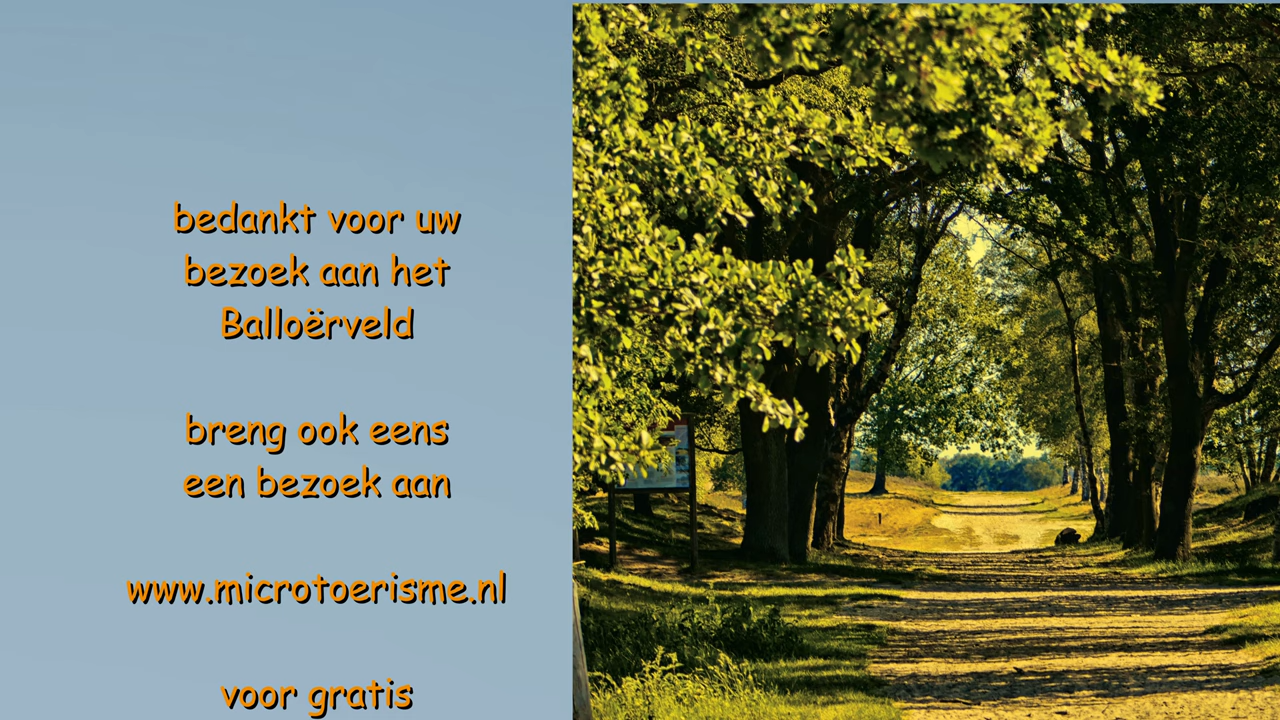 bedankt voor uw
bezoek aan het
Balloërveld
breng ook eens
een bezoek aan
www.microtoerisme.nl
voor gratis